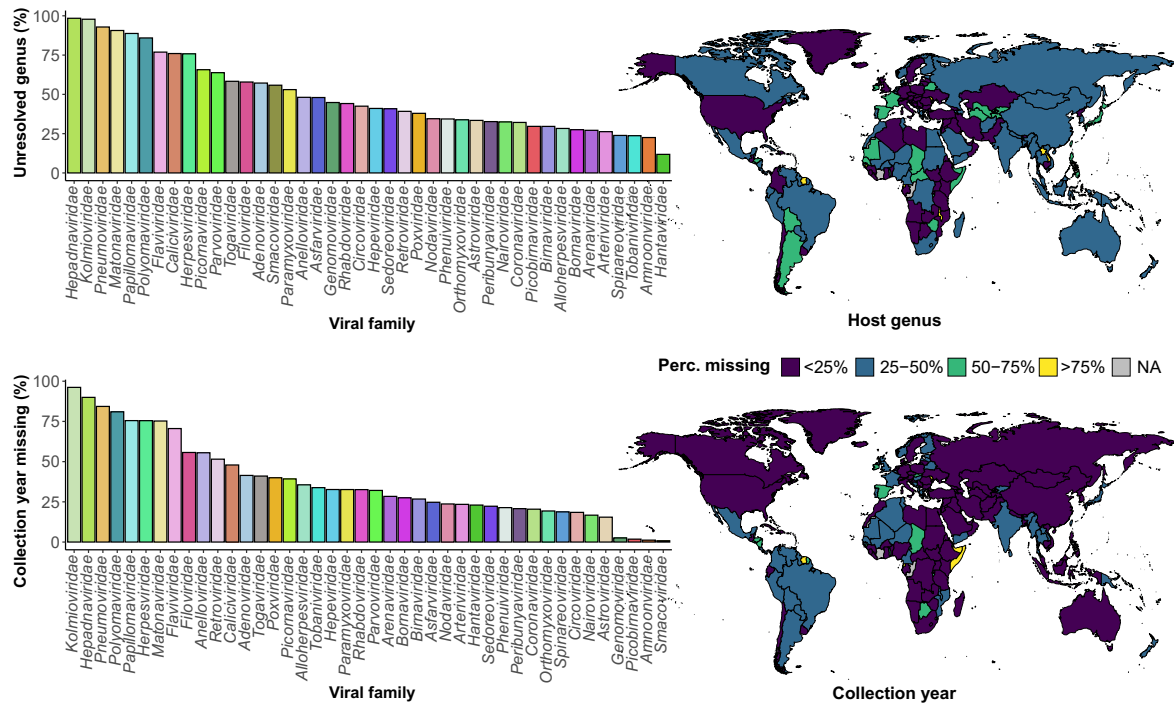 Unresolved genus (%)
100
75
50
25
0
Hepadnaviridae
Kolmioviridae
Pneumoviridae
Matonaviridae
Papillomaviridae
Polyomaviridae
Flaviviridae
Caliciviridae
Herpesviridae
Picornaviridae
Parvoviridae
Togaviridae
Filoviridae
Adenoviridae
Smacoviridae
Paramyxoviridae
Anelloviridae
Asfarviridae
Genomoviridae
Rhabdoviridae
Circoviridae
Hepeviridae
Sedoreoviridae
Retroviridae
Poxviridae
Nodaviridae
Phenuiviridae
Orthomyxoviridae
Astroviridae
Peribunyaviridae
Nairoviridae
Coronaviridae
Picobirnaviridae
Birnaviridae
Alloherpesviridae
Bornaviridae
Arenaviridae
Arteriviridae
Spinareoviridae
Tobaniviridae
Amnoonviridae
Hantaviridae
Viral family
Host genus
Perc. missing
<25%
25−50%
50−75%
>75%
NA
Collection year missing (%)
100
75
50
25
0
Kolmioviridae
Hepadnaviridae
Pneumoviridae
Polyomaviridae
Papillomaviridae
Herpesviridae
Matonaviridae
Flaviviridae
Filoviridae
Anelloviridae
Retroviridae
Caliciviridae
Adenoviridae
Togaviridae
Poxviridae
Picornaviridae
Alloherpesviridae
Tobaniviridae
Hepeviridae
Paramyxoviridae
Rhabdoviridae
Parvoviridae
Arenaviridae
Bornaviridae
Birnaviridae
Asfarviridae
Nodaviridae
Arteriviridae
Hantaviridae
Sedoreoviridae
Phenuiviridae
Peribunyaviridae
Coronaviridae
Orthomyxoviridae
Spinareoviridae
Circoviridae
Nairoviridae
Astroviridae
Genomoviridae
Picobirnaviridae
Amnoonviridae
Smacoviridae
Viral family
Collection year